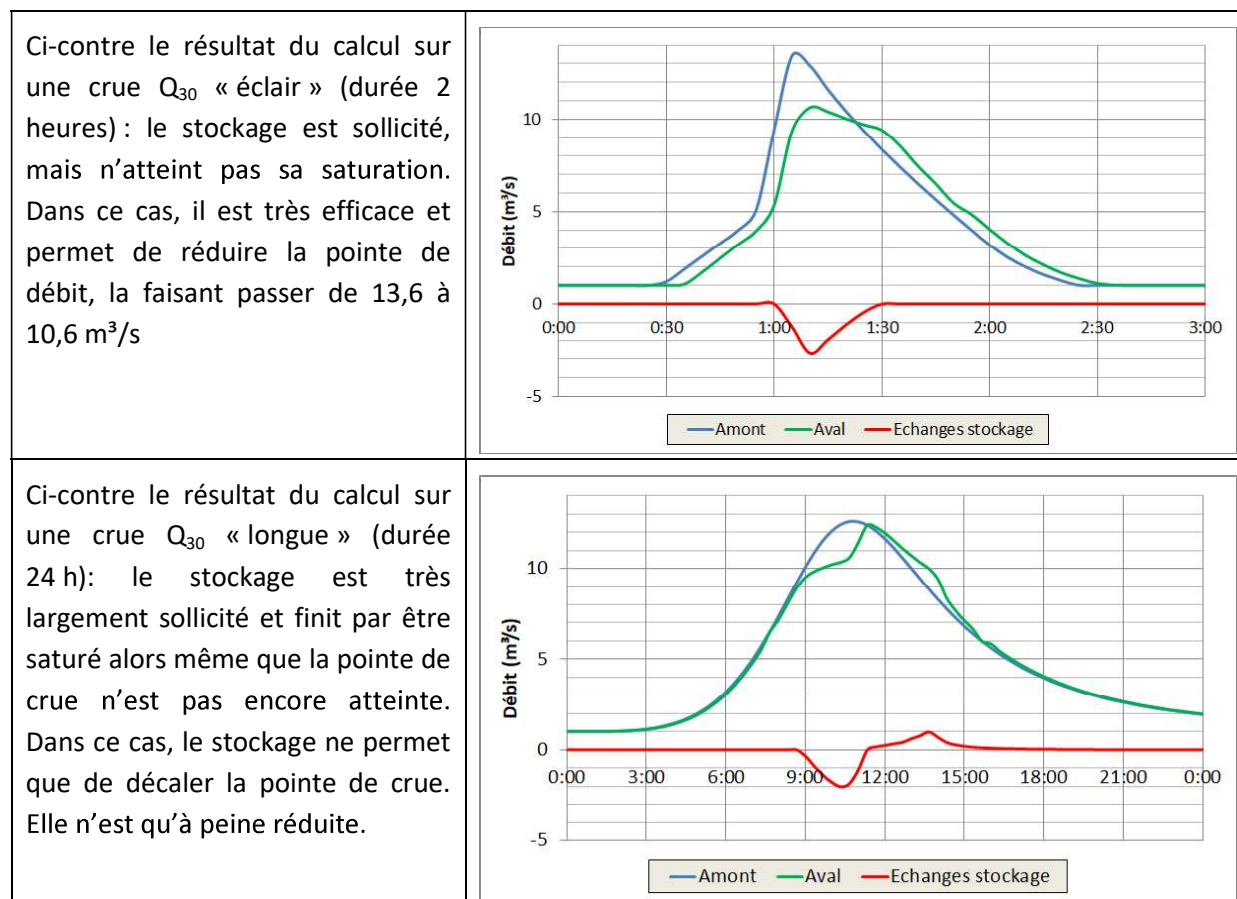 Ci-contre le résultat du calcul sur
une crue Q30 « éclair » (durée 2
heures) : le stockage est sollicité,
mais n’atteint pas sa saturation.
Dans ce cas, il est très efficace et
permet de réduire la pointe de
débit, la faisant passer de 13,6 à
10,6 m³/s
Débit (m³/s)
10
5
0
-5
0:00 0:30 1:00 1:30 2:00 2:30 3:00
Amont Aval Echanges stockage
Ci-contre le résultat du calcul sur
une crue Q30 « longue » (durée
24 h): le stockage est très
largement sollicité et finit par être
saturé alors même que la pointe de
crue n’est pas encore atteinte.
Dans ce cas, le stockage ne permet
que de décaler la pointe de crue.
Elle n’est qu’à peine réduite.
Débit (m³/s)
10
5
0
-5
0:00 3:00 6:00 9:00 12:00 15:00 18:00 21:00 0:00
Amont Aval Echanges stockage